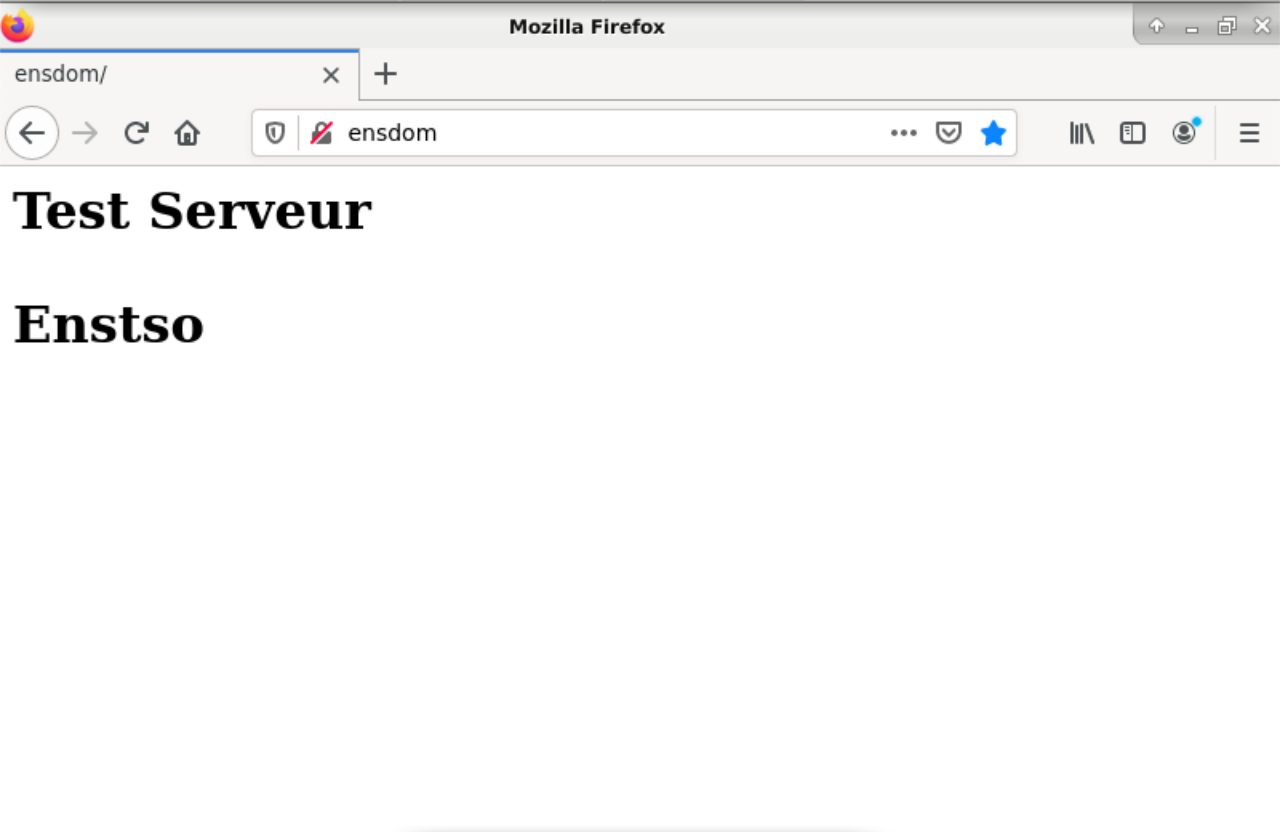 Mozilla Firefox
ensdom/
ensdom
Test Serveur
Enstso